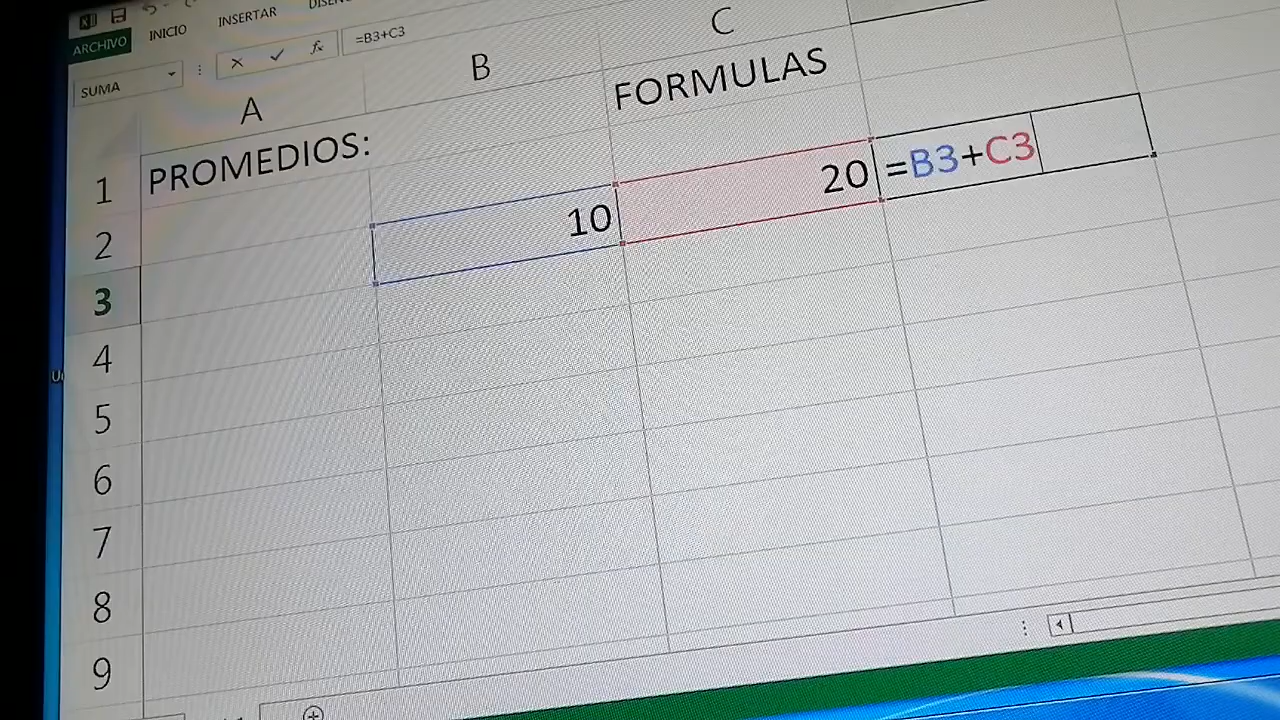 ARCHIVO INICIO INSERTAR
SUMA =B3+C3
A B C
1 PROMEDIOS: FORMULAS
2
3 10 20 =B3+C3
4
5
6
7
8
9